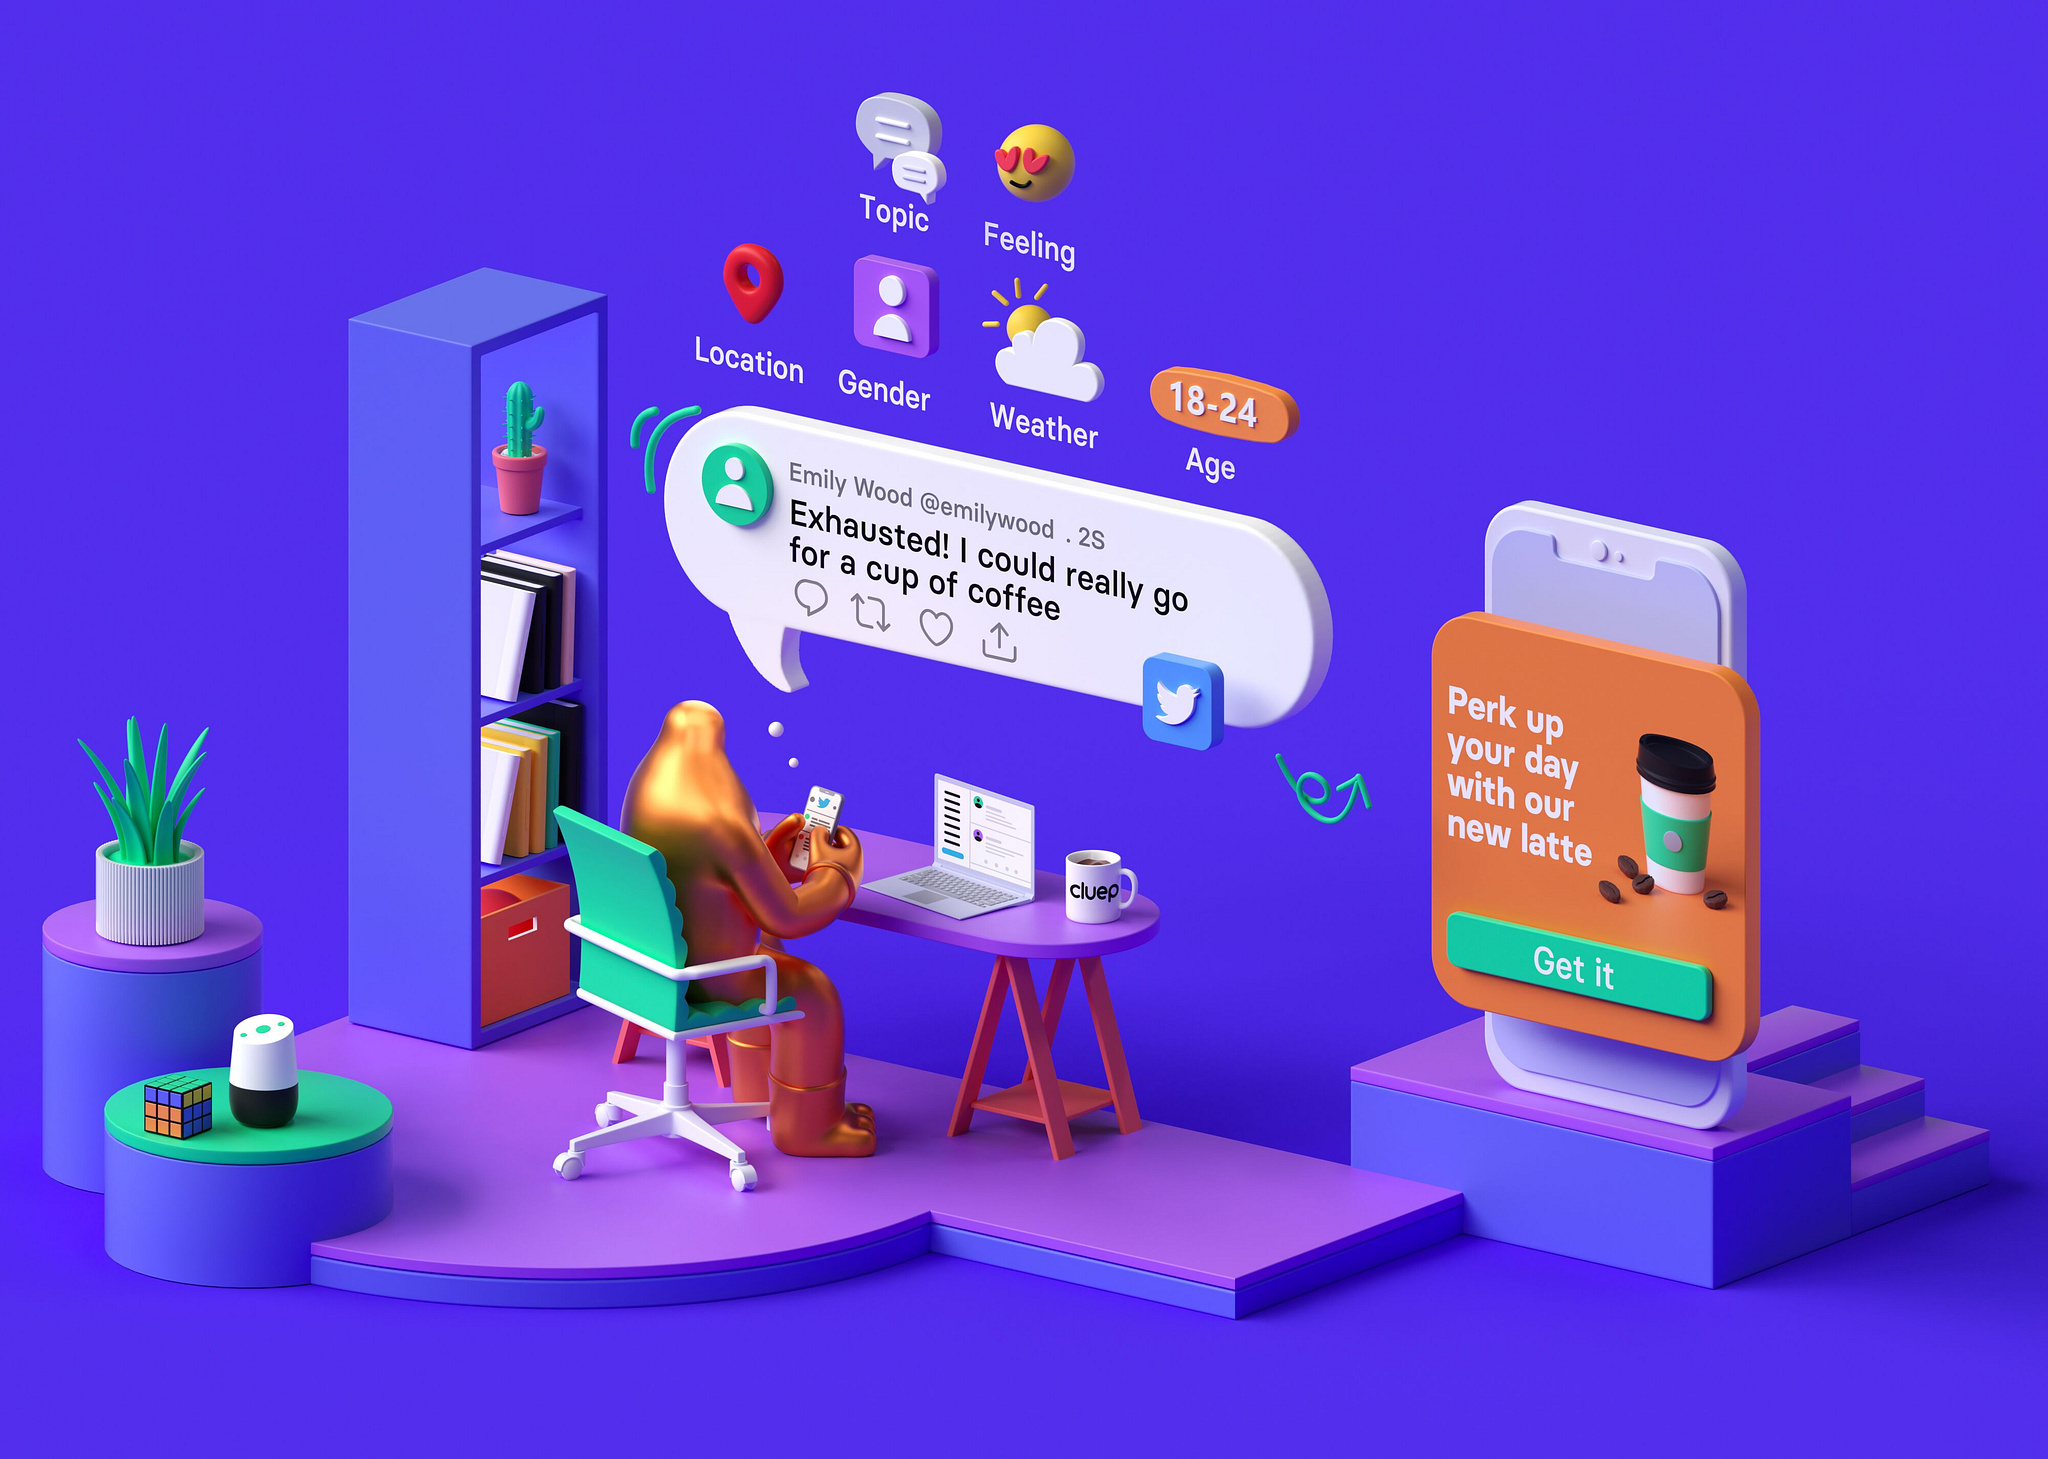 Topic
Feeling
Location
Gender
Weather
18-24
Age
Emily Wood @emilywood . 2S
Exhausted! I could really go
for a cup of coffee
cluep
Perk up
your day
with our
new latte
Get it